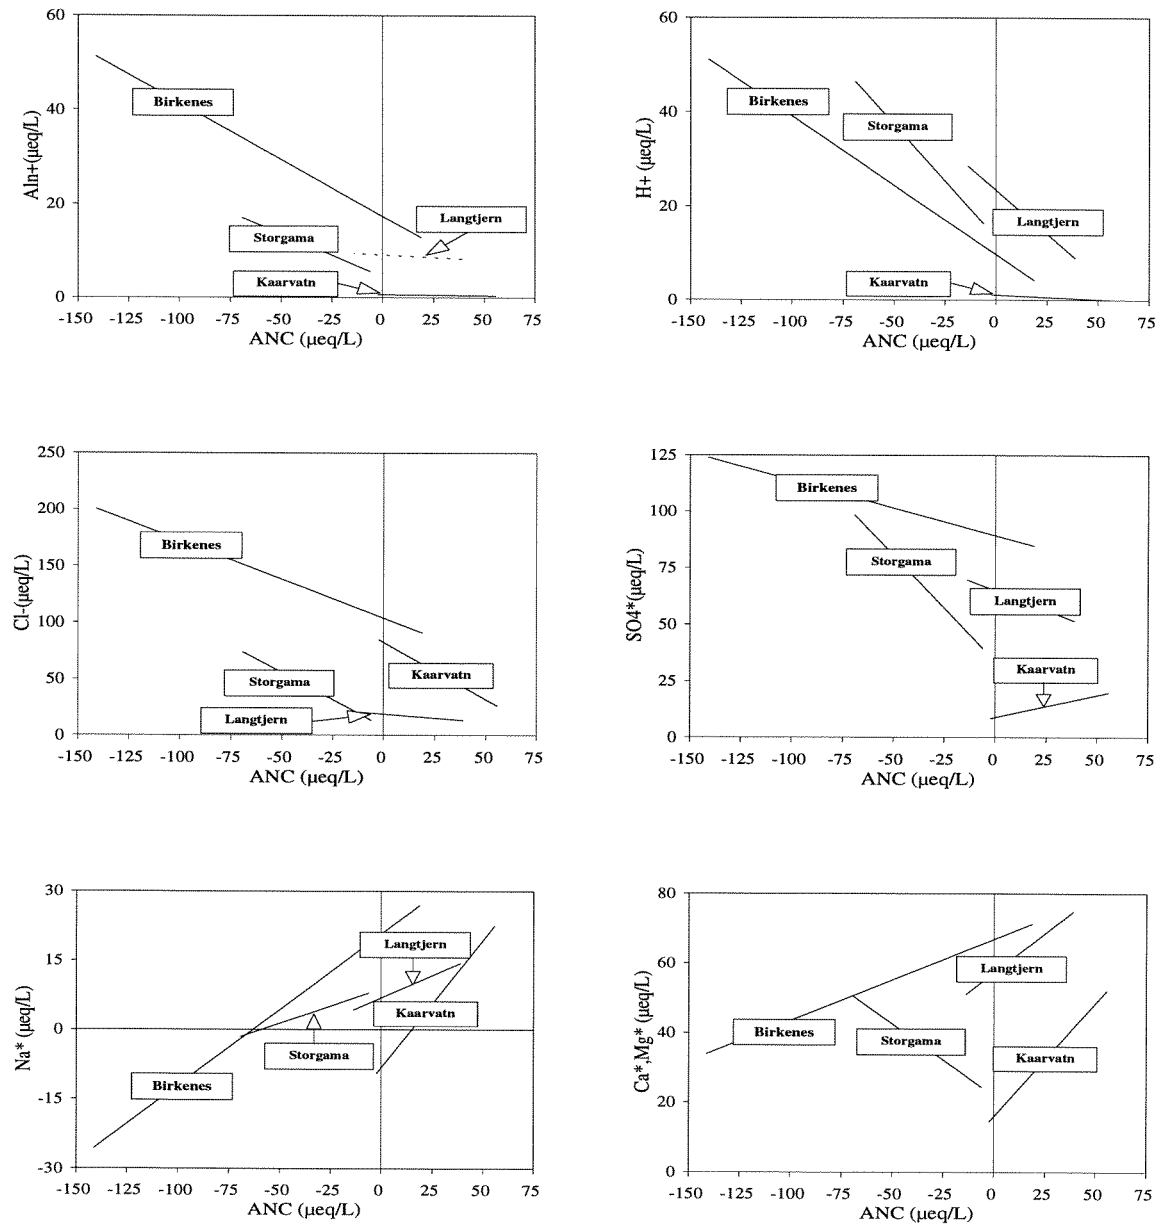 60
40
20
0
Aln+(µeq/L)
Birkenes
Langtjern
Storgama
Kaarvatn
-150 -125 -100 -75 -50 -25 0 25 50 75
ANC (µeq/L)
60
40
20
0
H+ (µeq/L)
Birkenes
Storgama
Langtjern
Kaarvatn
-150 -125 -100 -75 -50 -25 0 25 50 75
ANC (µeq/L)
250
200
150
100
50
0
Cl-(µeq/L)
Birkenes
Kaarvatn
Storgama
Langtjern
-150 -125 -100 -75 -50 -25 0 25 50 75
ANC (µeq/L)
125
100
75
50
25
0
SO4*(µeq/L)
Birkenes
Storgama
Langtjern
Kaarvatn
-150 -125 -100 -75 -50 -25 0 25 50 75
ANC (µeq/L)
30
15
0
-15
-30
Na* (µeq/L)
Langtjern
Kaarvatn
Storgama
Birkenes
-150 -125 -100 -75 -50 -25 0 25 50 75
ANC (µeq/L)
80
60
40
20
0
Ca*,Mg* (µeq/L)
Langtjern
Birkenes
Storgama
Kaarvatn
-150 -125 -100 -75 -50 -25 0 25 50 75
ANC (µeq/L)